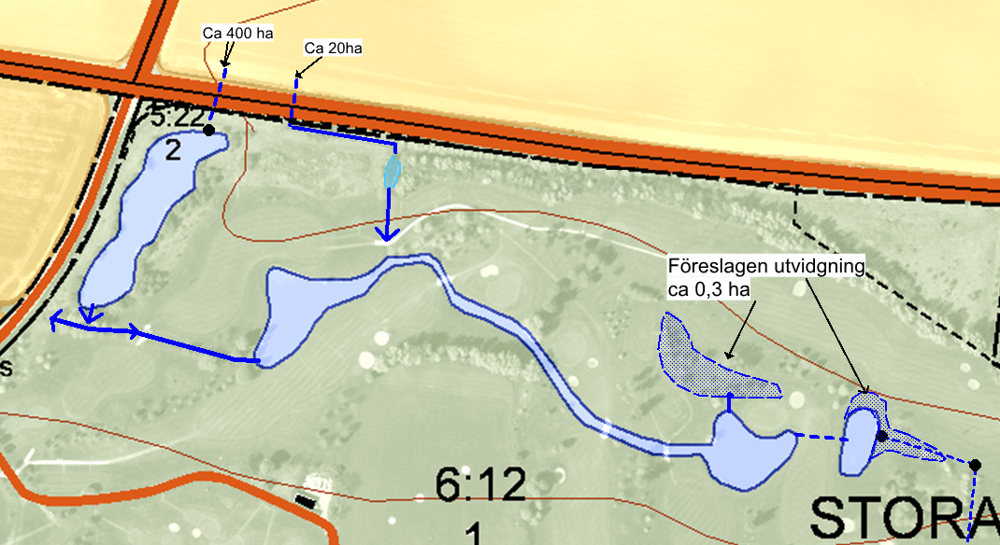 Ca 400 ha
Ca 20ha
5:22
2
Föreslagen utvidgning
ca 0,3 ha
s
6:12
1
STORA